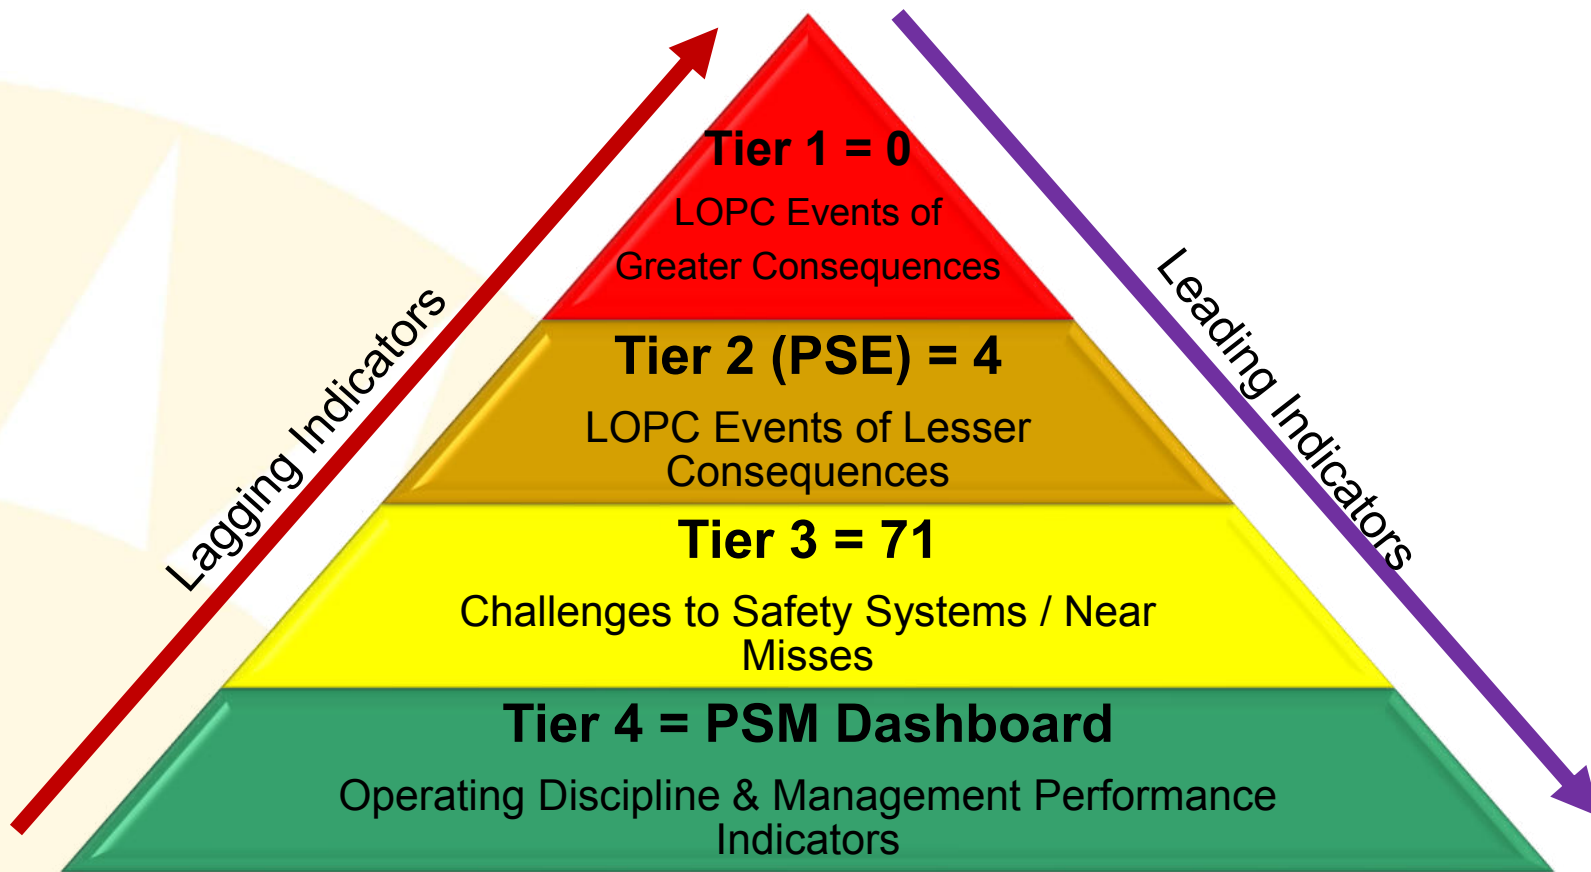 Tier 1 = 0
LOPC Events of
Greater Consequences
Tier 2 (PSE) = 4
LOPC Events of Lesser
Consequences
Tier 3 = 71
Challenges to Safety Systems / Near
Misses
Tier 4 = PSM Dashboard
Operating Discipline & Management Performance
Indicators
Lagging Indicators
Leading Indicators